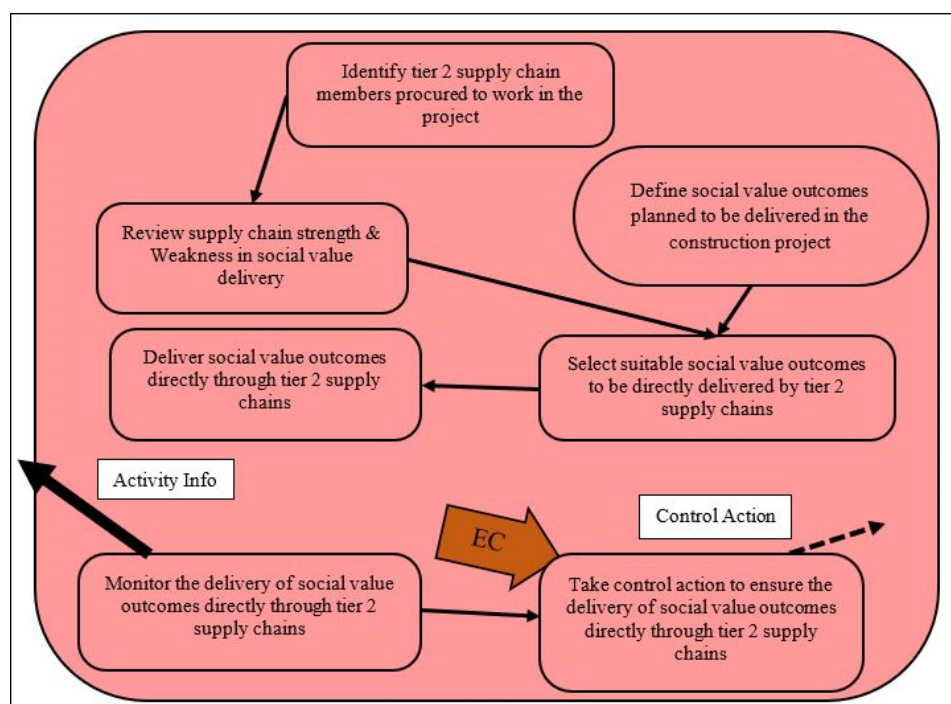 Identify tier 2 supply chain
members procured to work in the
project
Define social value outcomes
planned to be delivered in the
construction project
Review supply chain strength &
Weakness in social value
delivery
Deliver social value outcomes
directly through tier 2 supply
chains
Select suitable social value outcomes
to be directly delivered by tier 2
supply chains
Activity Info
EC
Control Action
Monitor the delivery of social value
outcomes directly through tier 2
supply chains
Take control action to ensure the
delivery of social value outcomes
directly through tier 2 supply
chains